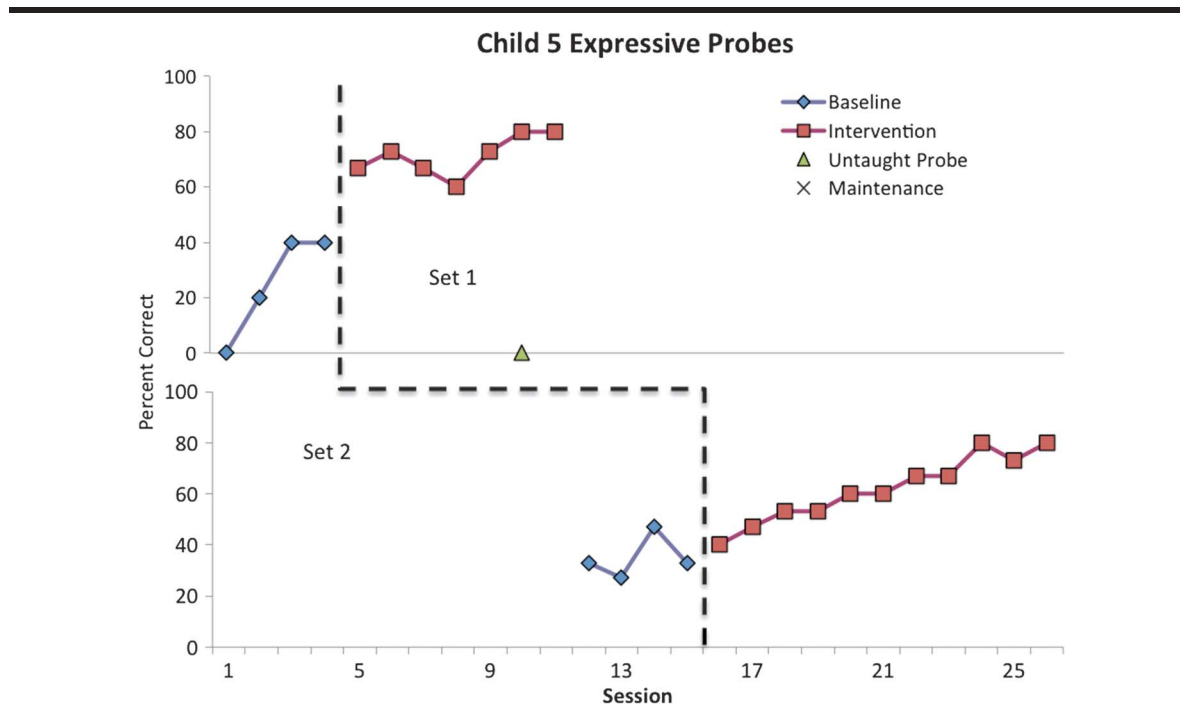 Child 5 Expressive Probes
100
80
60
40
20
0
Baseline
Intervention
Untaught Probe
Maintenance
Set 1
Percent Correct
100
80
60
40
20
0
Set 2
1 5 9 13 17 21 25
Session